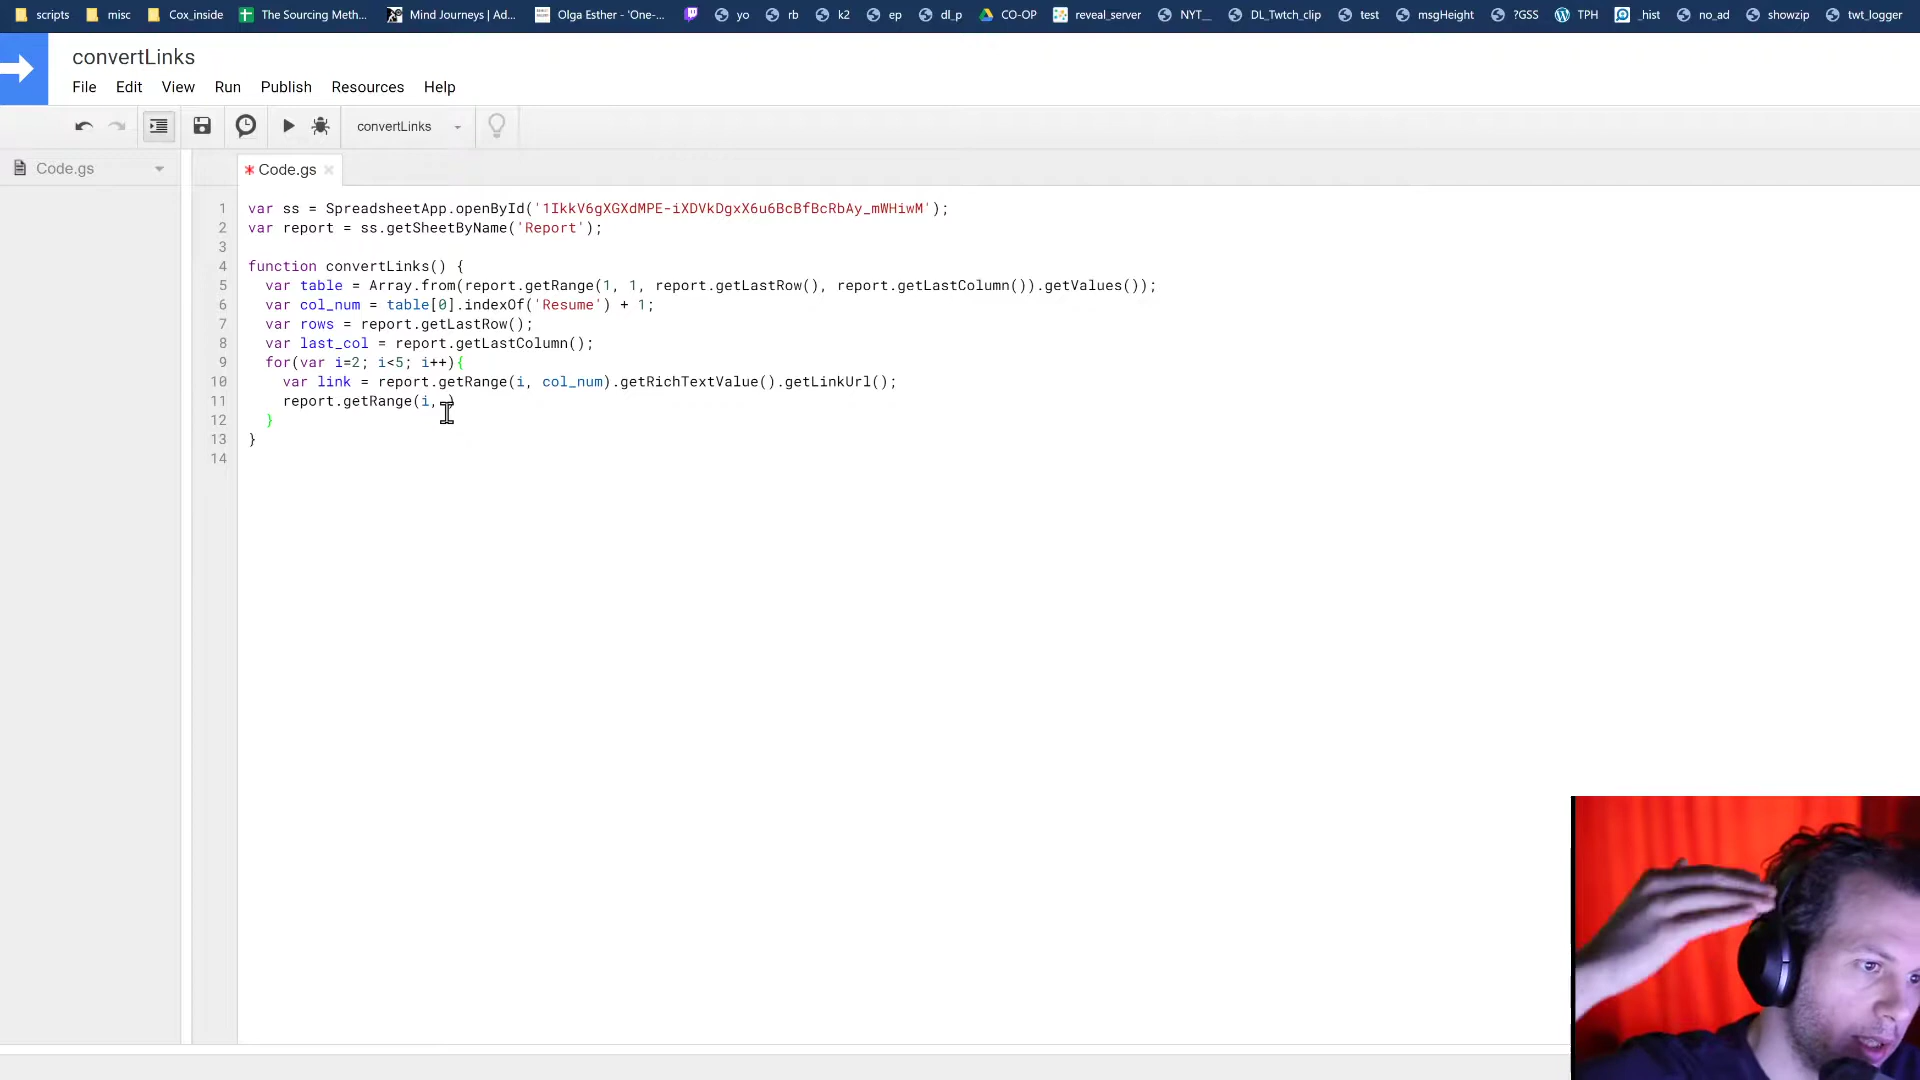 scripts misc Cox_inside The Sourcing Meth... Mind Journeys | Ad... Olga Esther - 'One-... yo rb k2 ep dl_p CO-OP reveal_server NYT__ DL_Twtch_clip test msgHeight ?GSS TPH _hist no_ad showzip twt_logger
convertLinks
File Edit View Run Publish Resources Help
convertLinks
Code.gs
* Code.gs
1 var ss = SpreadsheetApp.openById('1IkkV6gXGXdMPE-iXDVkDgxX6u6BcBfBcRbAy_mWHiwM');
2 var report = ss.getSheetByName('Report');
3
4 function convertLinks() {
5 var table = Array.from(report.getRange(1, 1, report.getLastRow(), report.getLastColumn()).getValues());
6 var col_num = table[0].indexOf('Resume') + 1;
7 var rows = report.getLastRow();
8 var last_col = report.getLastColumn();
9 for(var i=2; i<5; i++){
10 var link = report.getRange(i, col_num).getRichTextValue().getLinkUrl();
11 report.getRange(i, )
12 }
13 }
14